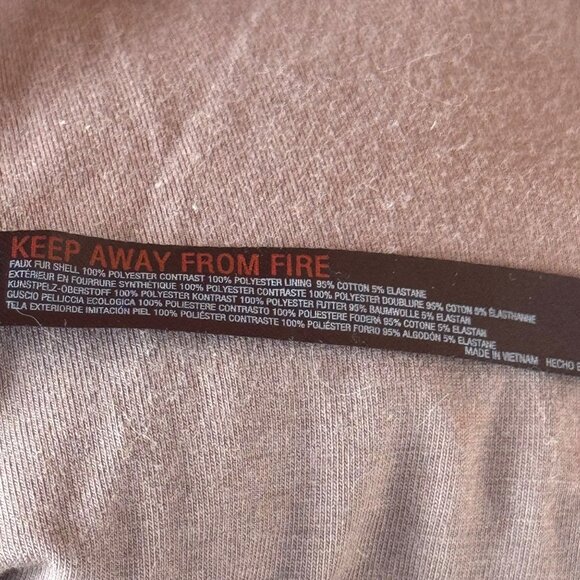 KEEP AWAY FROM FIRE
FAUX FUR SHELL 100% POLYESTER CONTRAST 100% POLYESTER LINING 95% COTTON 5% ELASTANE
EXTÉRIEUR EN FOURRURE SYNTHÉTIQUE 100% POLYESTER CONTRASTE 100% POLYESTER DOUBLURE 95% COTON 5% ÉLASTHANNE
KUNSTPELZ-OBERSTOFF 100% POLYESTER KONTRAST 100% POLYESTER FUTTER 95% BAUMWOLLE 5% ELASTAN
GUSCIO PELLICCIA ECOLOGICA 100% POLIESTERE CONTRASTO 100% POLIESTERE FODERA 95% COTONE 5% ELASTAN
TELA EXTERIORDE IMITACIÓN PIEL 100% POLIÉSTER CONTRASTE 100% POLIÉSTER FORRO 95% ALGODÓN 5% ELASTANE
MADE IN VIETNAM HECHO E